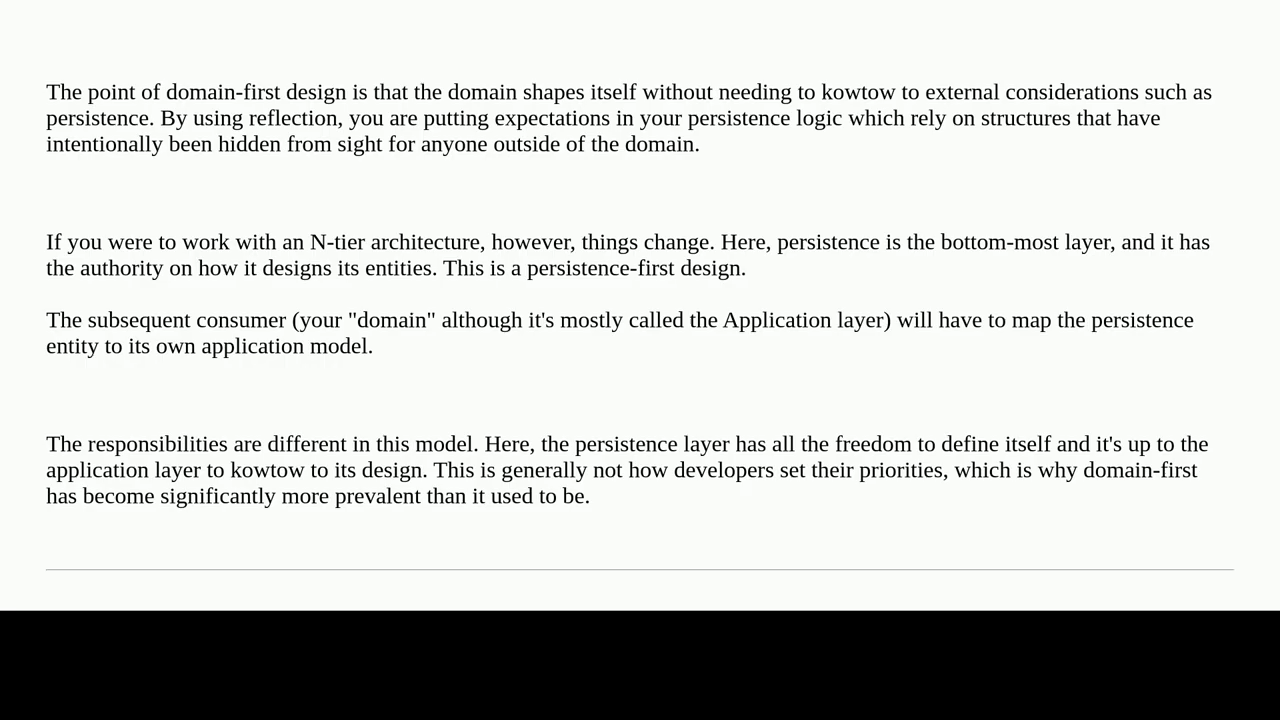 The point of domain-first design is that the domain shapes itself without needing to kowtow to external considerations such as
persistence. By using reflection, you are putting expectations in your persistence logic which rely on structures that have
intentionally been hidden from sight for anyone outside of the domain.
If you were to work with an N-tier architecture, however, things change. Here, persistence is the bottom-most layer, and it has
the authority on how it designs its entities. This is a persistence-first design.
The subsequent consumer (your "domain" although it's mostly called the Application layer) will have to map the persistence
entity to its own application model.
The responsibilities are different in this model. Here, the persistence layer has all the freedom to define itself and it's up to the
application layer to kowtow to its design. This is generally not how developers set their priorities, which is why domain-first
has become significantly more prevalent than it used to be.